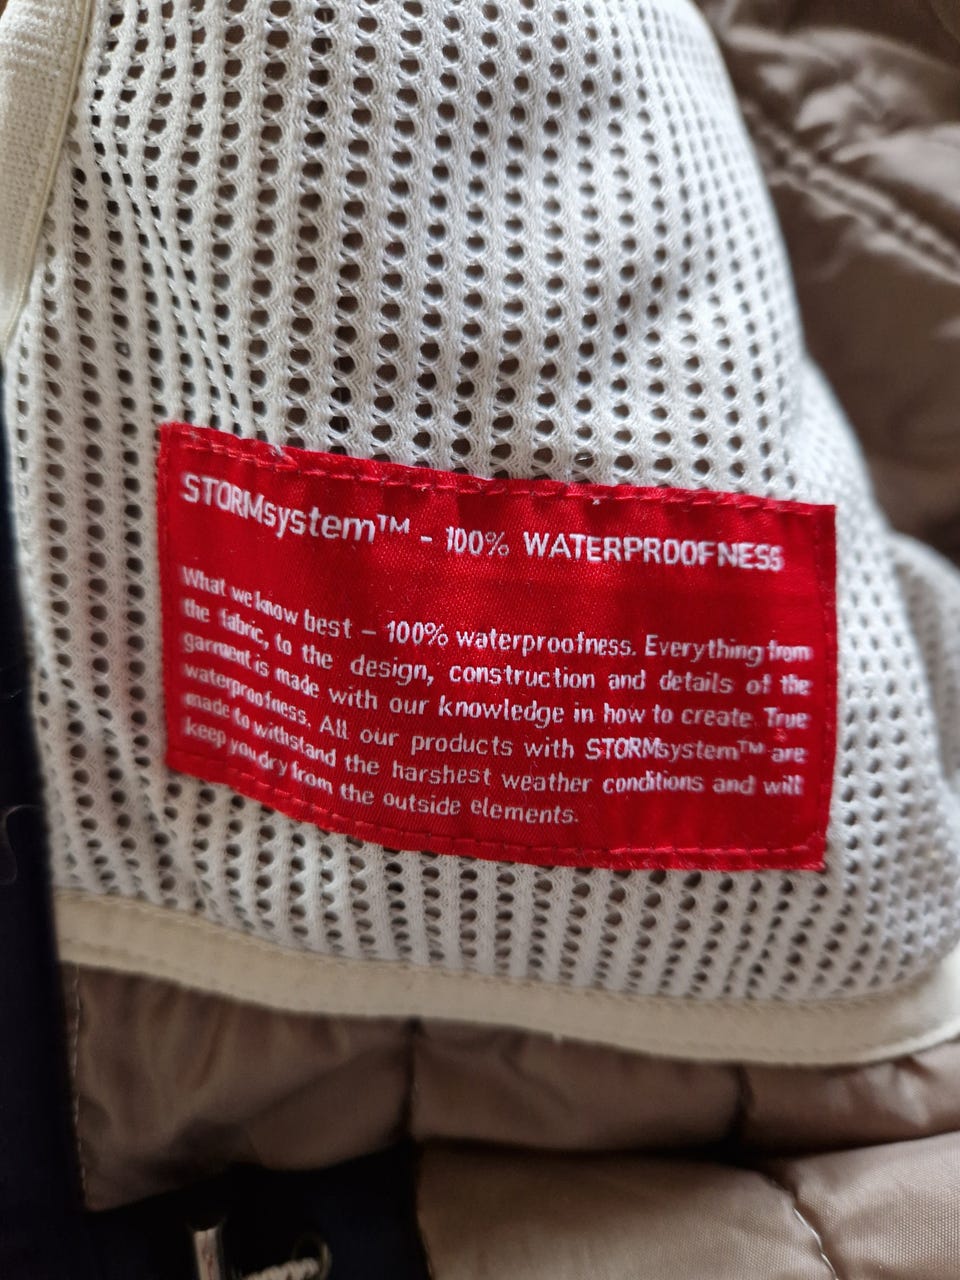 STORMsystem™ - 100% WATERPROOFNESS
What we know best - 100% waterproofness. Everything from
the fabric, to the design, construction and details of the
garment is made with our knowledge in how to create True
waterproofness. All our products with STORMsystem™ are
made to withstand the harshest weather conditions and will
keep you dry from the outside elements.